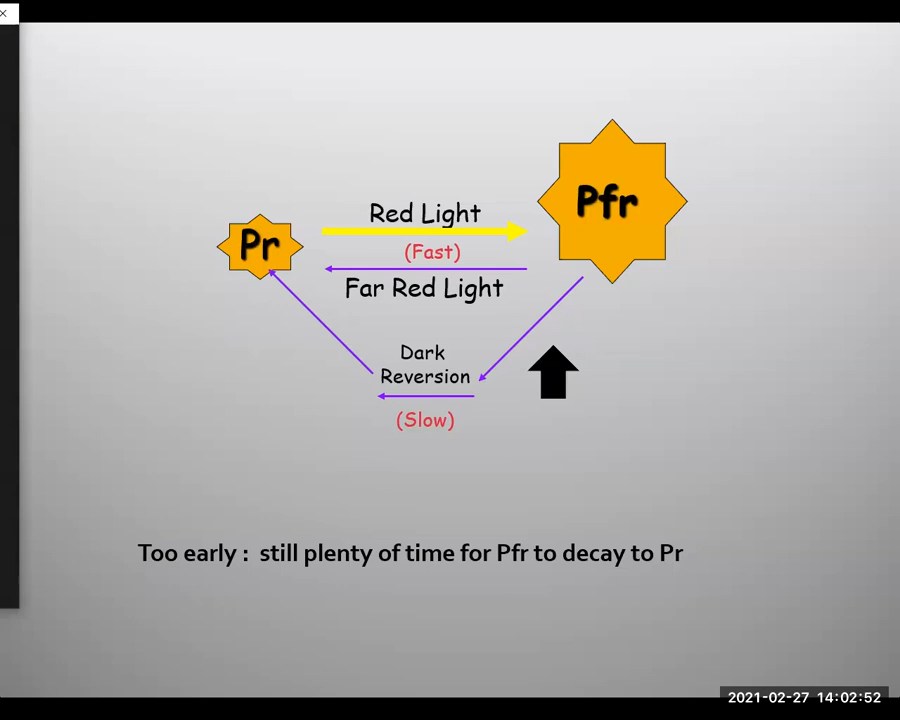 Red Light
Pfr
Pr
(Fast)
Far Red Light
Dark
Reversion
(Slow)
Too early : still plenty of time for Pfr to decay to Pr
2021-02-27 14:02:52